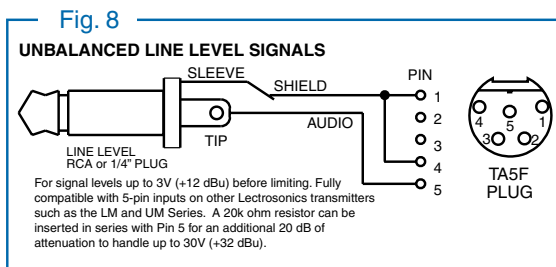 Fig. 8
UNBALANCED LINE LEVEL SIGNALS
SLEEVE
SHIELD
PIN
1
2
3
4
5
AUDIO
TIP
LINE LEVEL
RCA or 1/4" PLUG
4
5
1
3
2
TA5F
PLUG
For signal levels up to 3V (+12 dBu) before limiting. Fully
compatible with 5-pin inputs on other Lectrosonics transmitters
such as the LM and UM Series. A 20k ohm resistor can be
inserted in series with Pin 5 for an additional 20 dB of
attenuation to handle up to 30V (+32 dBu).